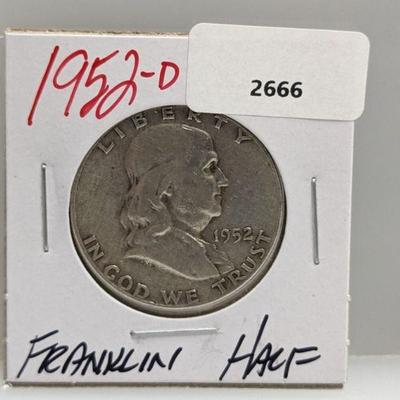 1952-D
2666
LIBERTY
1952
IN GOD WE TRUST
FRANKLIN HALF